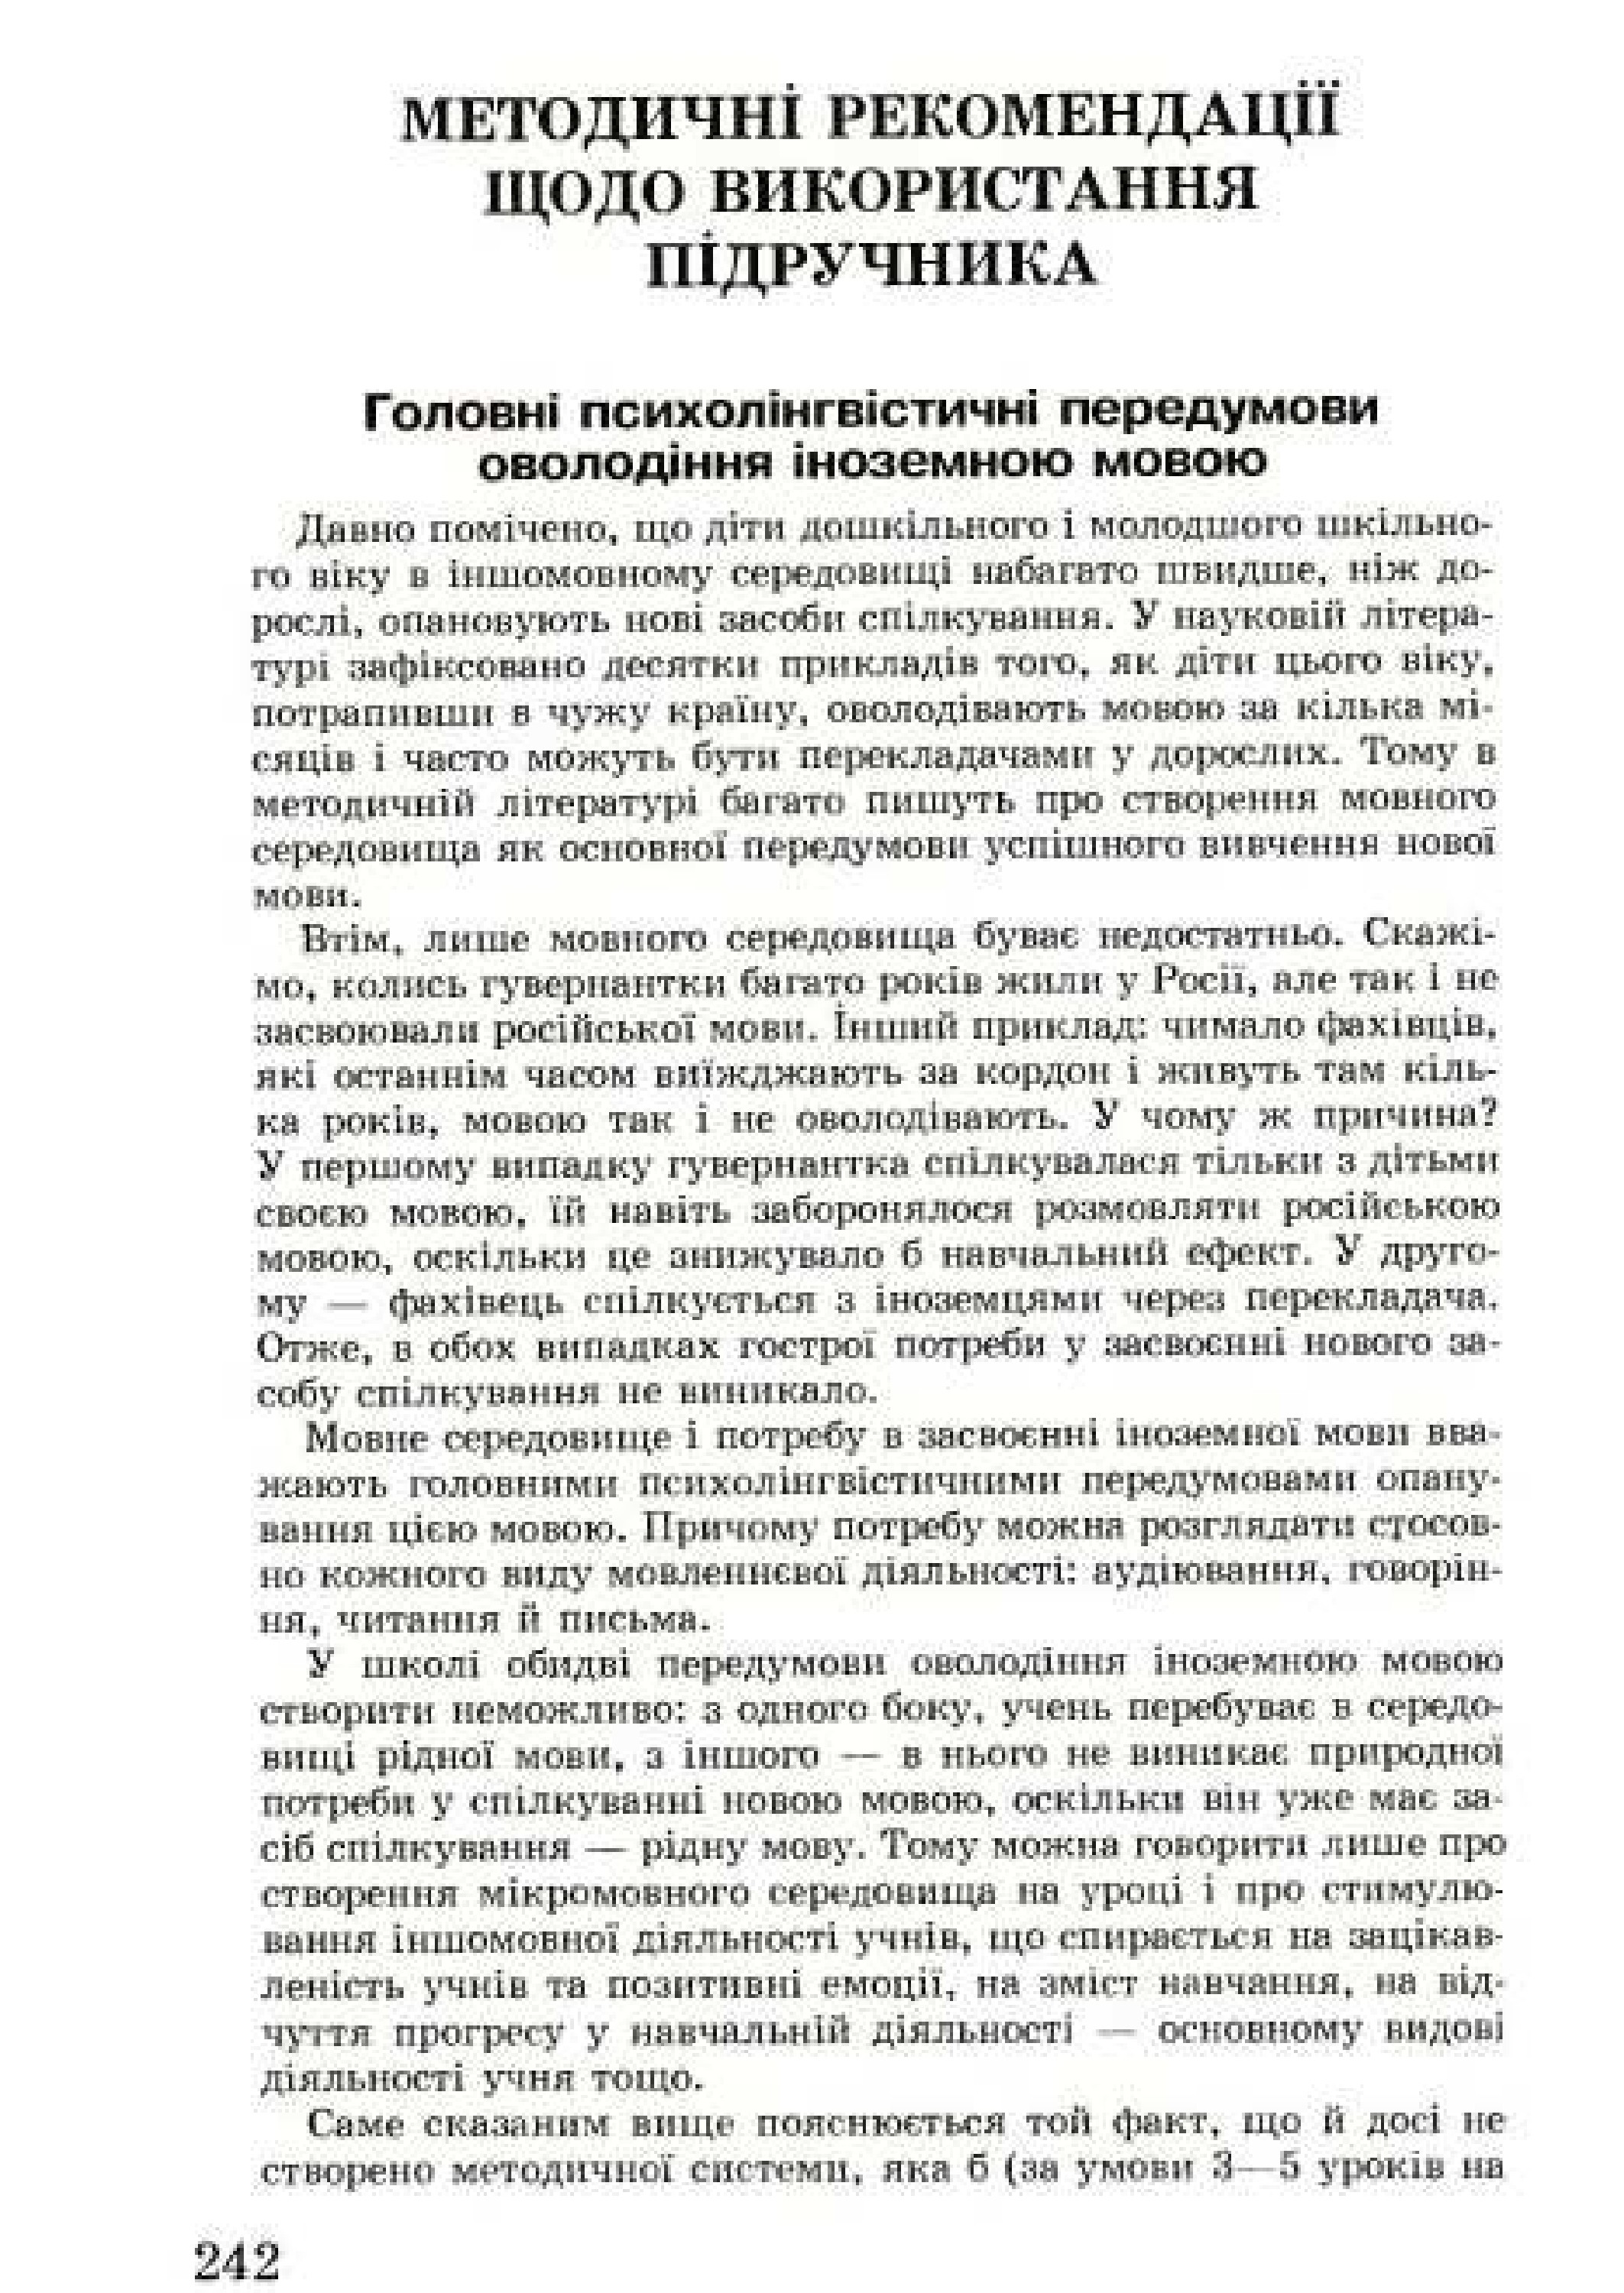 МЕТОДИЧНІ РЕКОМЕНДАЦІЇ
ЩОДО ВИКОРИСТАННЯ
ПІДРУЧНИКА
Головні психолінгвістичні передумови
оволодіння іноземною мовою
Давно помічено, що діти дошкільного і молодшого шкільно-
го віку в іншомовному середовищі набагато швидше, ніж до-
рослі, опановують нові засоби спілкування. У науковій літера-
турі зафіксовано десятки прикладів того, як діти цього віку,
потрапивши в чужу країну, оволодівають мовою за кілька мі-
сяців і часто можуть бути перекладачами у дорослих. Тому в
методичній літературі багато пишуть про створення мовного
середовища як основної передумови успішного вивчення нової
мови.
Втім, лише мовного середовища буває недостатньо. Скажі-
мо, колись гувернантки багато років жили у Росії, але так і не
засвоювали російської мови. Інший приклад: чимало фахівців,
які останнім часом виїжджають за кордон і живуть там кіль-
ка років, мовою так і не оволодівають. У чому ж причина?
У першому випадку гувернантка спілкувалася тільки з дітьми
своєю мовою, їй навіть заборонялося розмовляти російською
мовою, оскільки це знижувало б навчальний ефект. У друго-
му — фахівець спілкується з іноземцями через перекладача.
Отже, в обох випадках гострої потреби у засвоєнні нового за-
собу спілкування не виникало.
Мовне середовище і потребу в засвоєнні іноземної мови вва-
жають головними психолінгвістичними передумовами опану-
вання цією мовою. Причому потребу можна розглядати стосов-
но кожного виду мовленнєвої діяльності: аудіювання, говорін-
ня, читання й письма.
У школі обидві передумови оволодіння іноземною мовою
створити неможливо: з одного боку, учень перебуває в середо-
вищі рідної мови, з іншого — в нього не виникає природної
потреби у спілкуванні новою мовою, оскільки він уже має за-
сіб спілкування — рідну мову. Тому можна говорити лише про
створення мікромовного середовища на уроці і про стимулю-
вання іншомовної діяльності учнів, що спирається на зацікав-
леність учнів та позитивні емоції, на зміст навчання, на від-
чуття прогресу у навчальній діяльності — основному видові
діяльності учня тощо.
Саме сказаним вище пояснюється той факт, що й досі не
створено методичної системи, яка б (за умови 3—5 уроків на
242